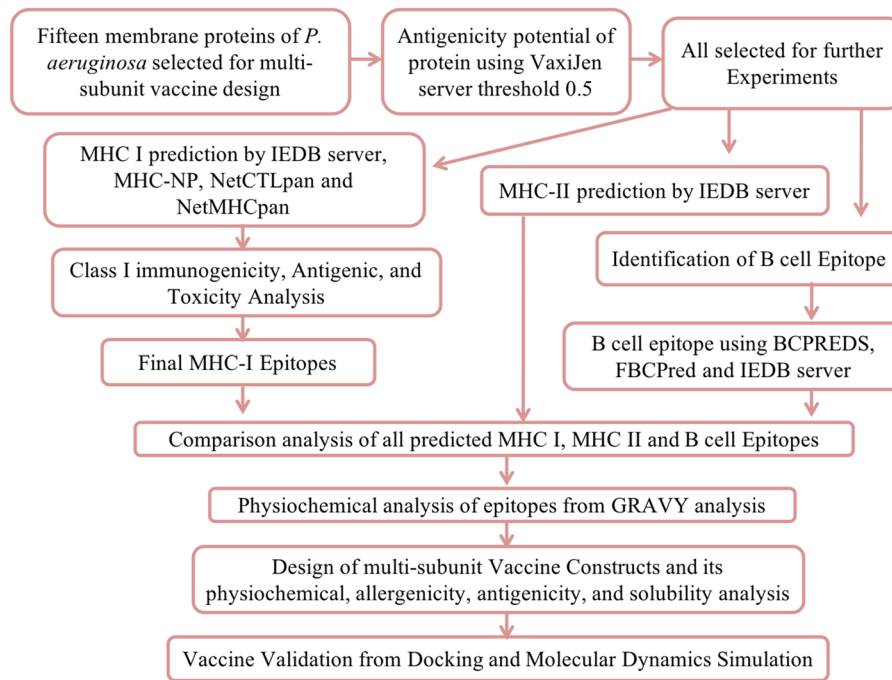 Fifteen membrane proteins of P.
aeruginosa selected for multi-
subunit vaccine design
Antigenicity potential of
protein using VaxiJen
server threshold 0.5
All selected for further
Experiments
MHC I prediction by IEDB server,
MHC-NP, NetCTLpan and
NetMHCpan
MHC-II prediction by IEDB server
Class I immunogenicity, Antigenic, and
Toxicity Analysis
Identification of B cell Epitope
Final MHC-I Epitopes
B cell epitope using BCPREDS,
FBCPred and IEDB server
Comparison analysis of all predicted MHC I, MHC II and B cell Epitopes
Physiochemical analysis of epitopes from GRAVY analysis
Design of multi-subunit Vaccine Constructs and its
physiochemical, allergenicity, antigenicity, and solubility analysis
Vaccine Validation from Docking and Molecular Dynamics Simulation